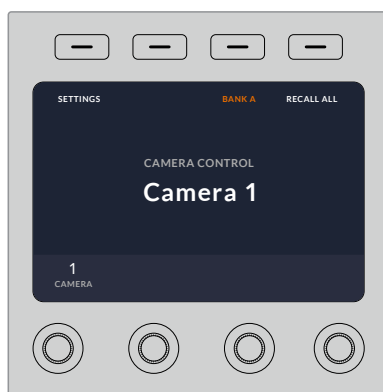 SETTINGS BANK A RECALL ALL
CAMERA CONTROL
Camera 1
1
CAMERA